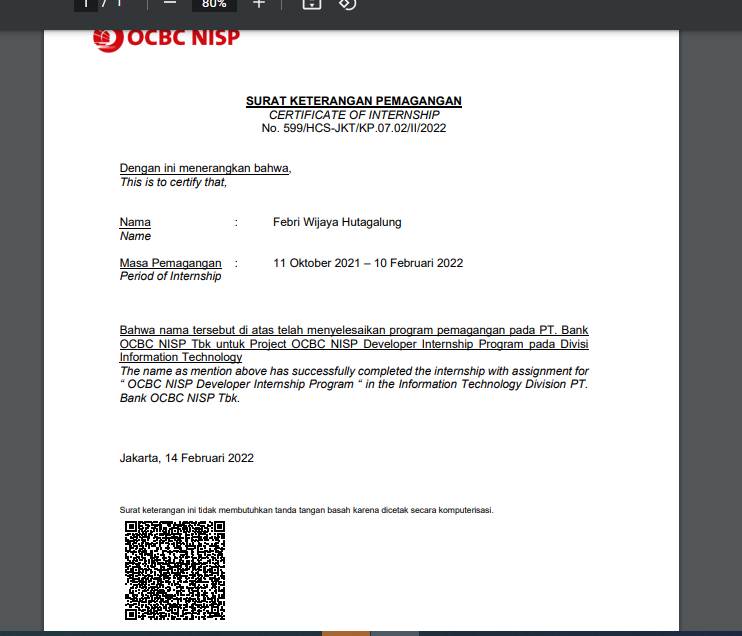 1 / 1
80%
OCBC NISP
SURAT KETERANGAN PEMAGANGAN
CERTIFICATE OF INTERNSHIP
No. 599/HCS-JKT/KP.07.02/II/2022
Dengan ini menerangkan bahwa,
This is to certify that,
Nama : Febri Wijaya Hutagalung
Name
Masa Pemagangan : 11 Oktober 2021 – 10 Februari 2022
Period of Internship
Bahwa nama tersebut di atas telah menyelesaikan program pemagangan pada PT. Bank
OCBC NISP Tbk untuk Project OCBC NISP Developer Internship Program pada Divisi
Information Technology
The name as mention above has successfully completed the internship with assignment for
“ OCBC NISP Developer Internship Program “ in the Information Technology Division PT.
Bank OCBC NISP Tbk.
Jakarta, 14 Februari 2022
Surat keterangan ini tidak membutuhkan tanda tangan basah karena dicetak secara komputerisasi.